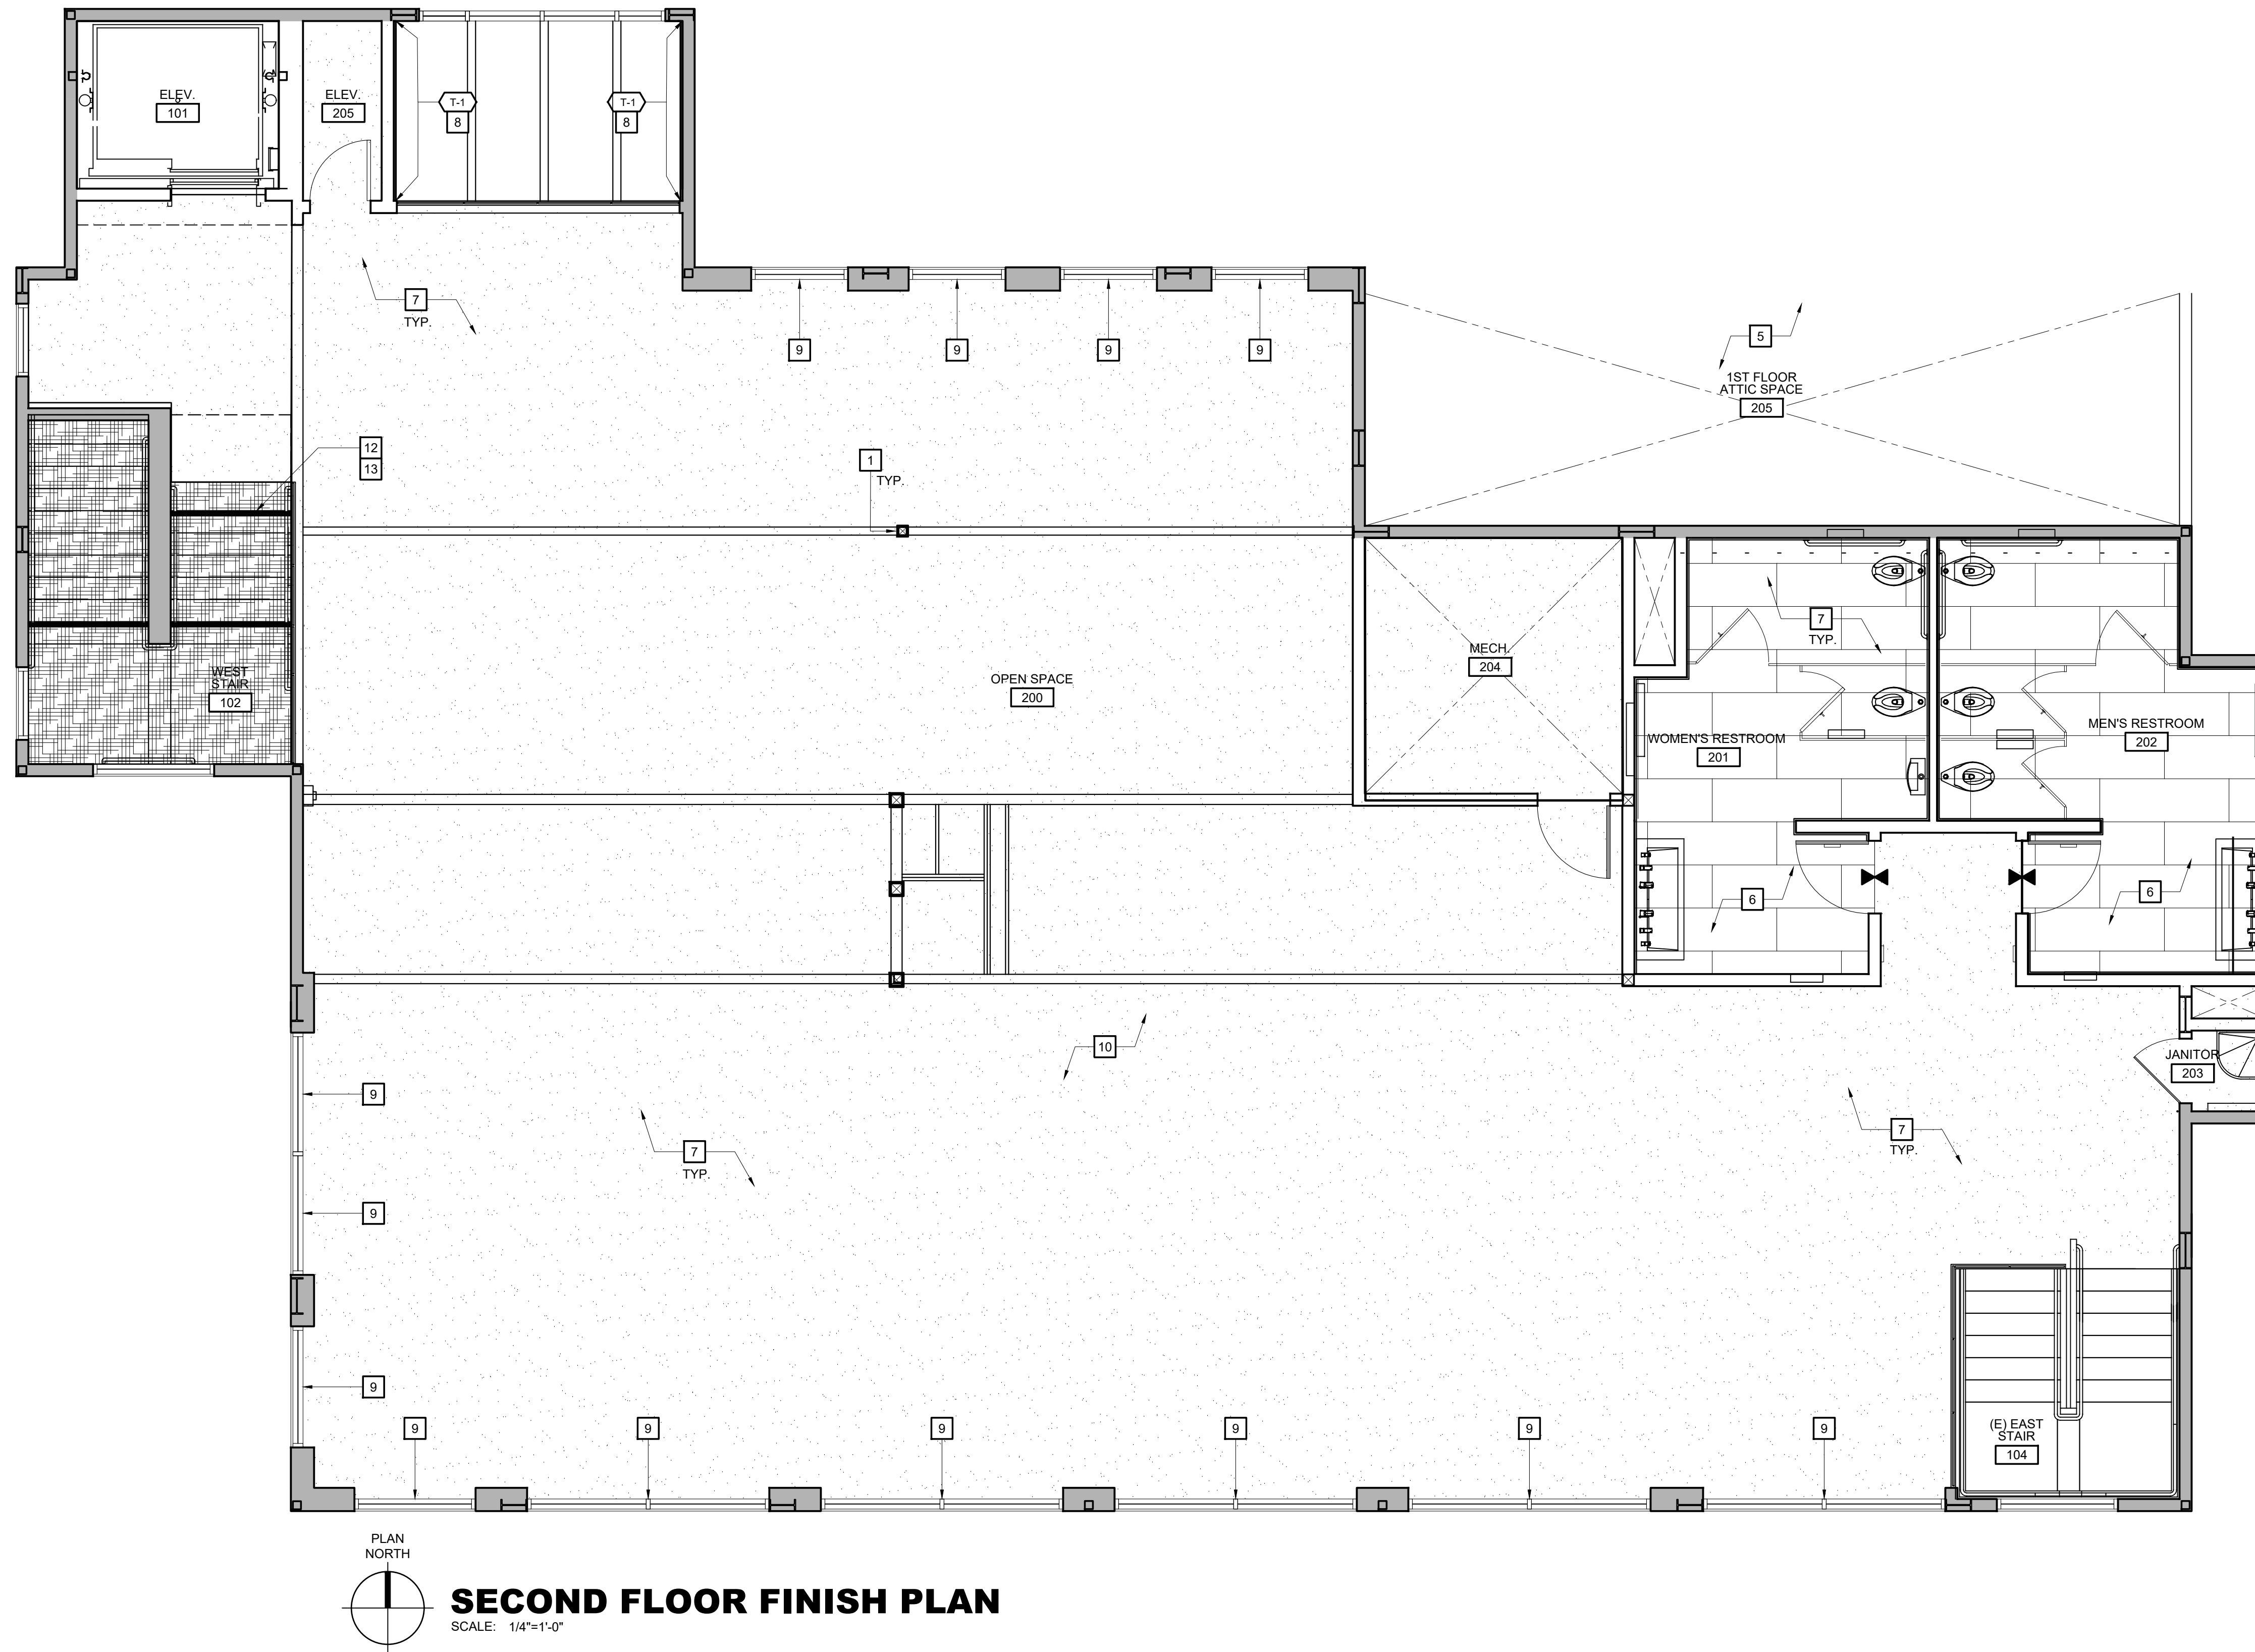 ELEV.
101
ELEV.
205
T-1
8
T-1
8
7
TYP.
9
9
9
9
5
1ST FLOOR
ATTIC SPACE
205
12
13
1
TYP.
7
TYP.
MECH.
204
WEST
STAIR
102
OPEN SPACE
200
WOMEN'S RESTROOM
201
MEN'S RESTROOM
202
6
6
10
JANITOR
203
9
7
TYP.
7
TYP.
9
9
9
9
9
9
9
9
(E) EAST
STAIR
104
PLAN
NORTH
SECOND FLOOR FINISH PLAN
SCALE: 1/4"=1'-0"